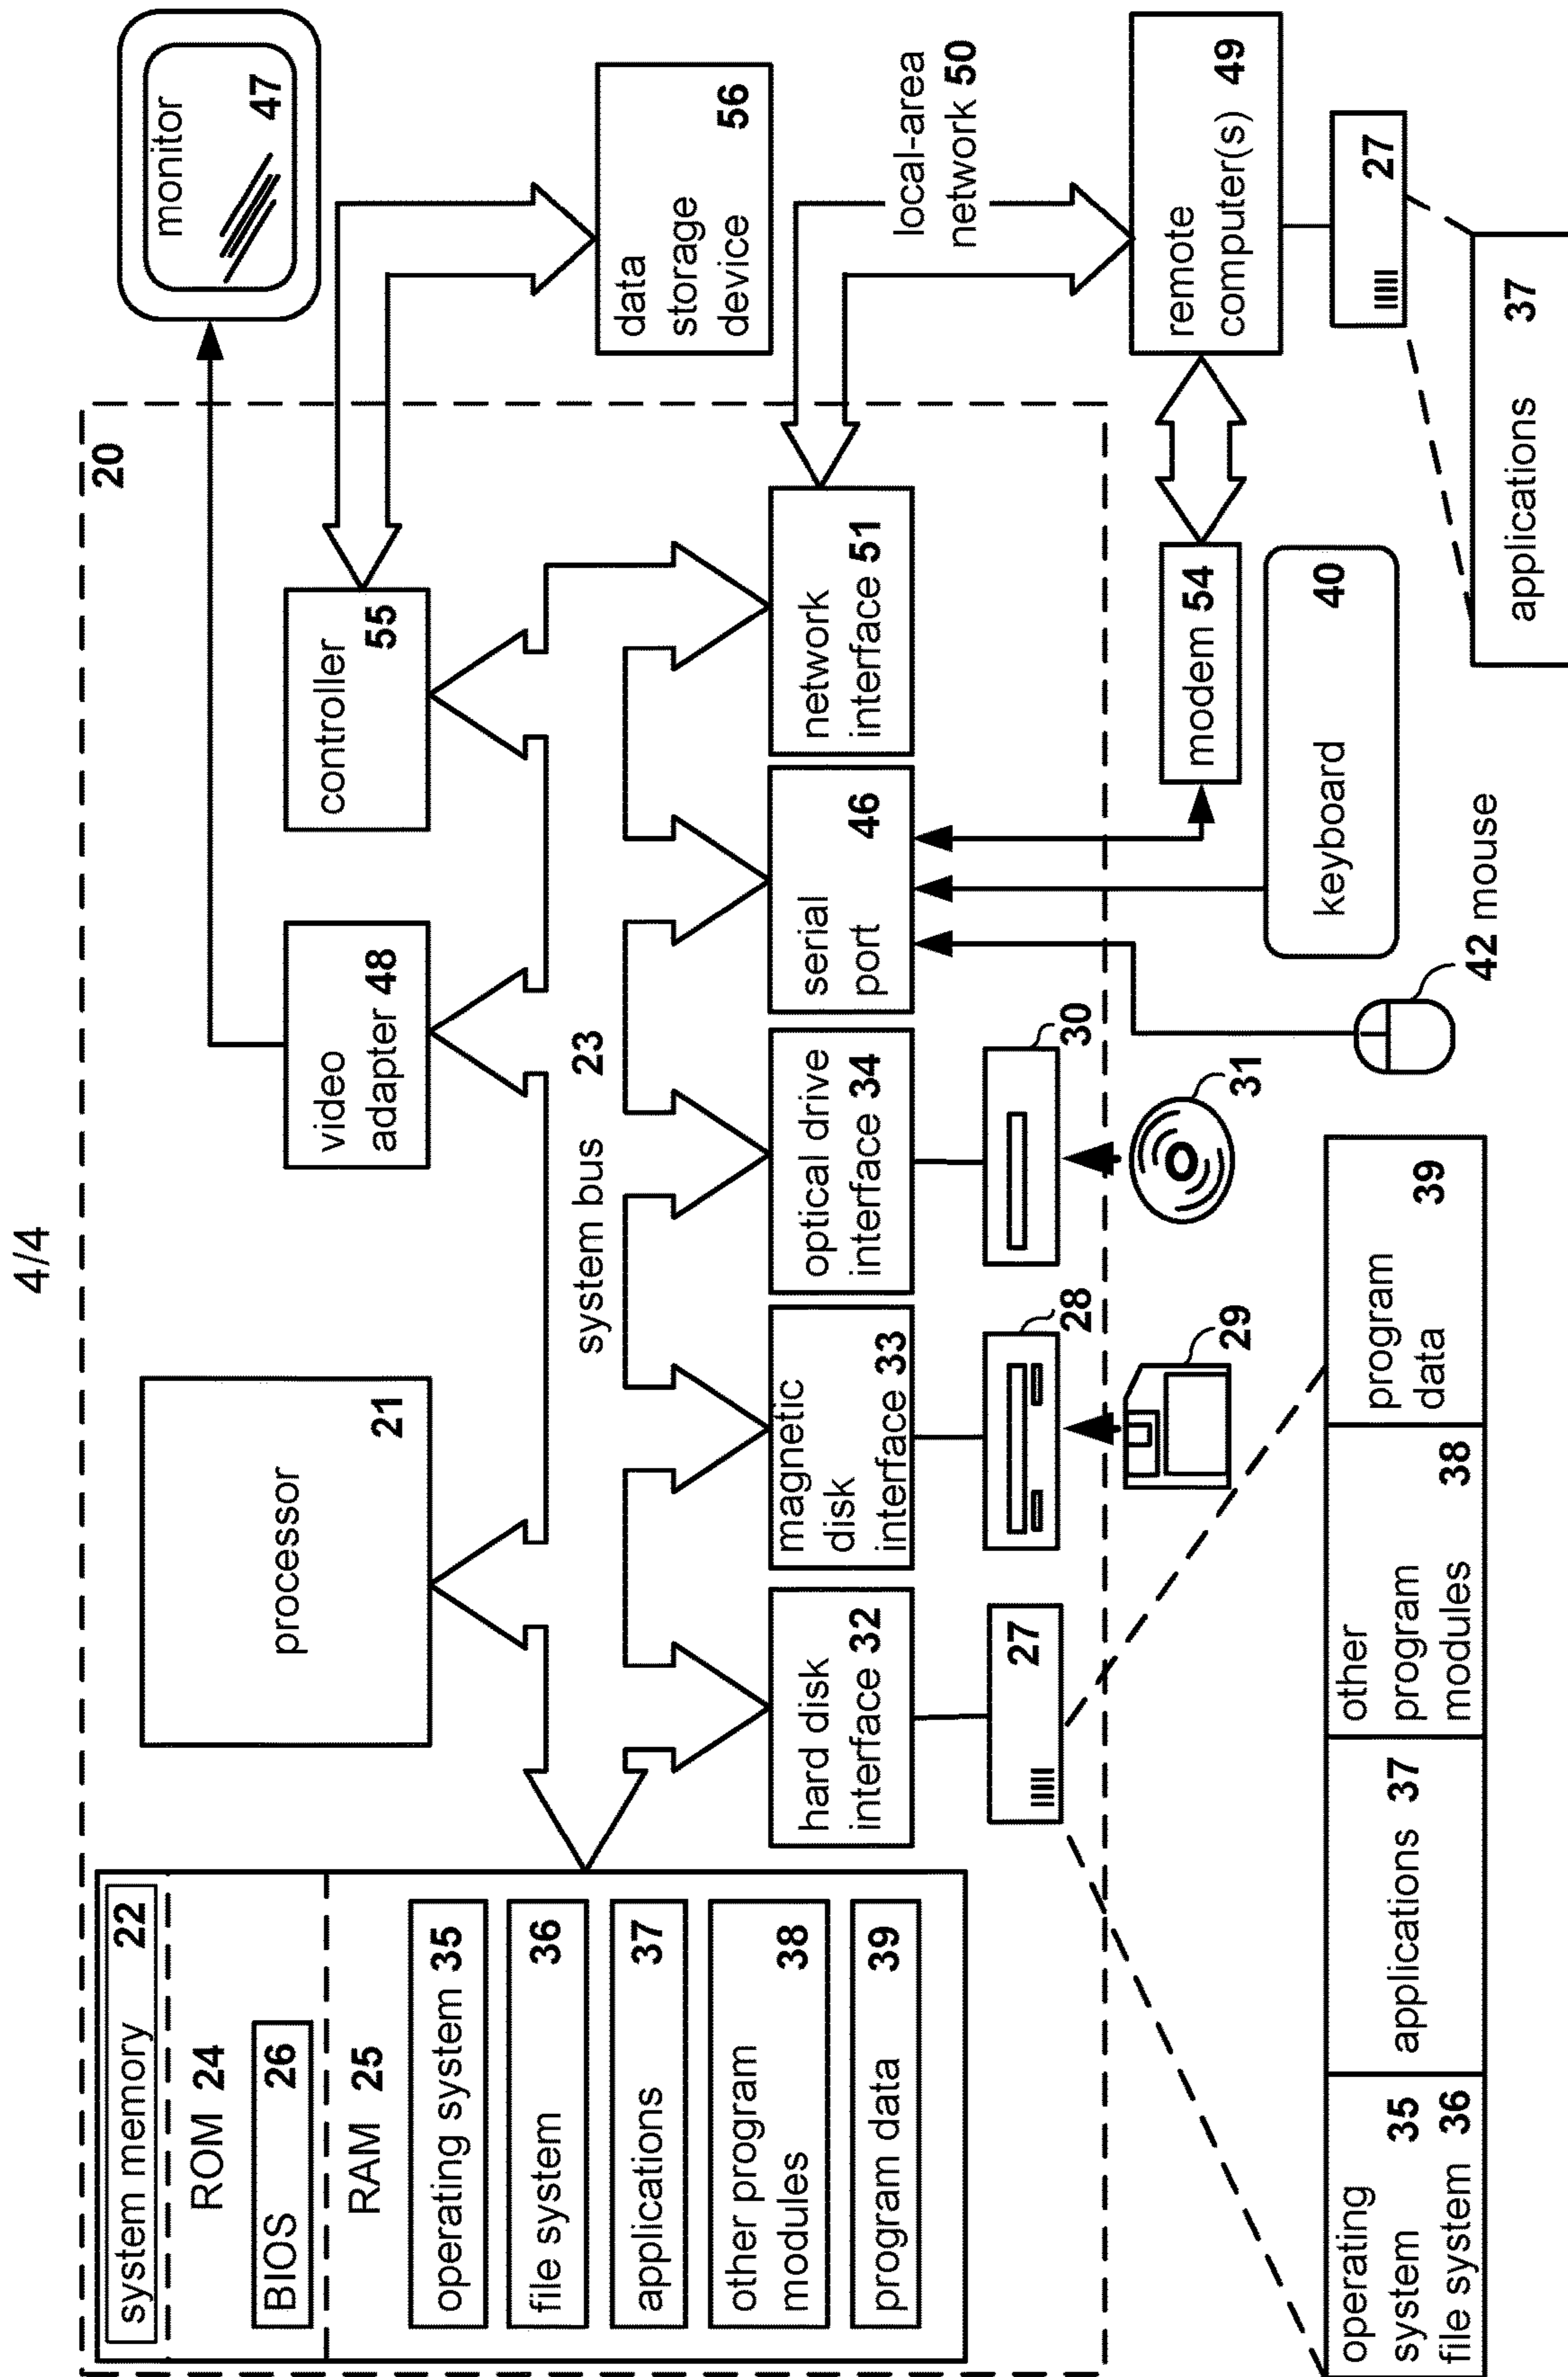 4/4
20
system memory 22
ROM 24
BIOS 26
RAM 25
operating system 35
file system 36
applications 37
other program
modules 38
program data 39
processor
21
video
adapter 48
controller
55
monitor
47
system bus 23
data
storage
device 56
hard disk
interface 32
magnetic
disk
interface 33
optical drive
interface 34
serial
port 46
network
interface 51
local-area
network 50
27
28
29
30
31
42 mouse
keyboard 40
modem 54
remote
computer(s) 49
27
applications 37
operating
system 35
file system 36
applications 37
other
program
modules 38
program
data 39